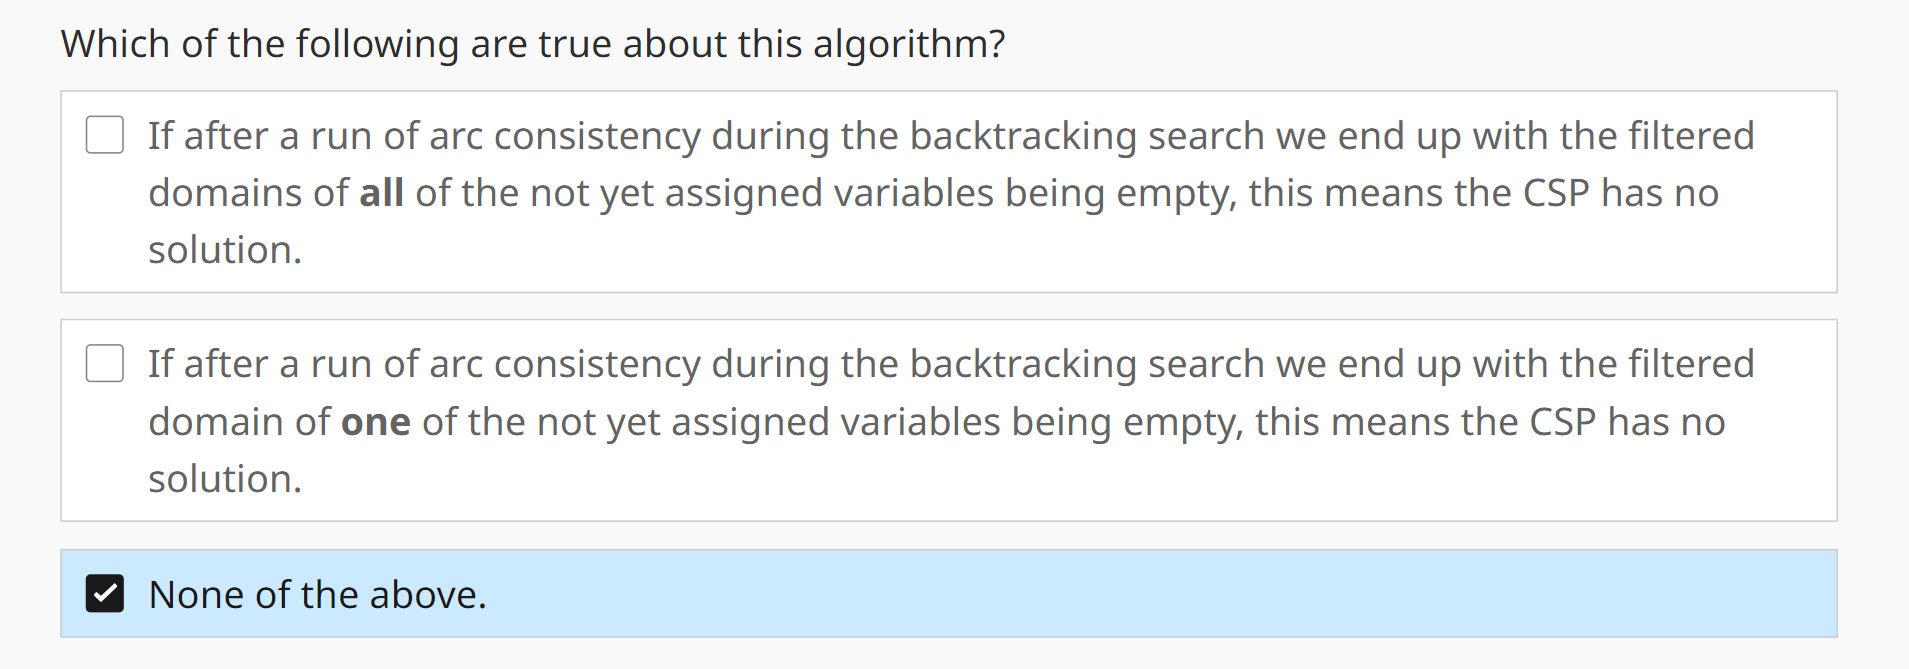 Which of the following are true about this algorithm?
If after a run of arc consistency during the backtracking search we end up with the filtered
domains of all of the not yet assigned variables being empty, this means the CSP has no
solution.
If after a run of arc consistency during the backtracking search we end up with the filtered
domain of one of the not yet assigned variables being empty, this means the CSP has no
solution.
None of the above.